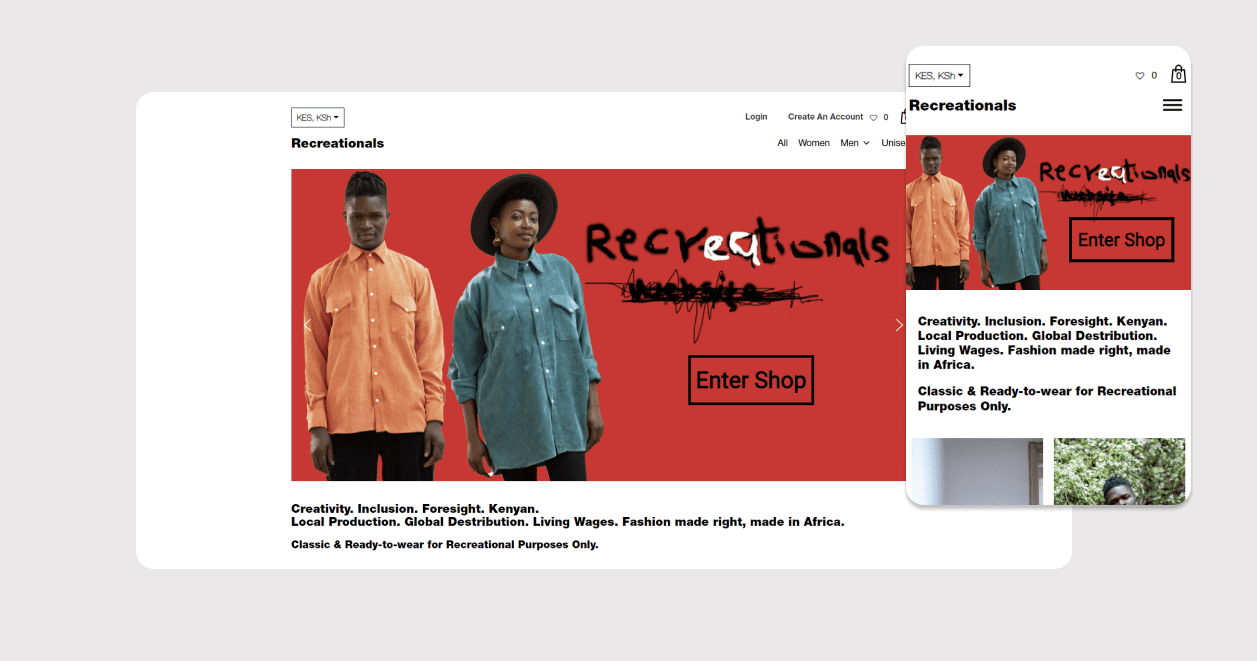 KES, KSh
Login
Create An Account
0
Recreationals
All
Women
Men
Recreationals
website
Enter Shop
Creativity. Inclusion. Foresight. Kenyan.
Local Production. Global Destribution. Living Wages. Fashion made right, made in Africa.
Classic & Ready-to-wear for Recreational Purposes Only.
KES, KSh
0
0
Recreationals
Recreationals
Enter Shop
Creativity. Inclusion. Foresight. Kenyan.
Local Production. Global Destribution.
Living Wages. Fashion made right, made
in Africa.
Classic & Ready-to-wear for Recreational
Purposes Only.